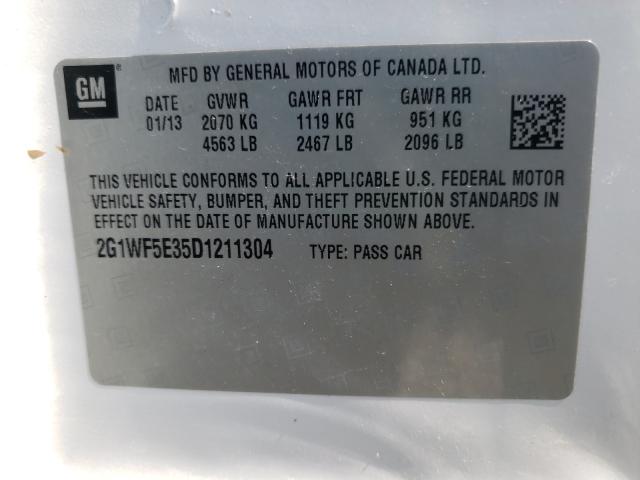 GM
MFD BY GENERAL MOTORS OF CANADA LTD.
DATE GVWR GAWR FRT GAWR RR
01/13 2070 KG 1119 KG 951 KG
4563 LB 2467 LB 2096 LB
THIS VEHICLE CONFORMS TO ALL APPLICABLE U.S. FEDERAL MOTOR
VEHICLE SAFETY, BUMPER, AND THEFT PREVENTION STANDARDS IN
EFFECT ON THE DATE OF MANUFACTURE SHOWN ABOVE.
2G1WF5E35D1211304 TYPE: PASS CAR